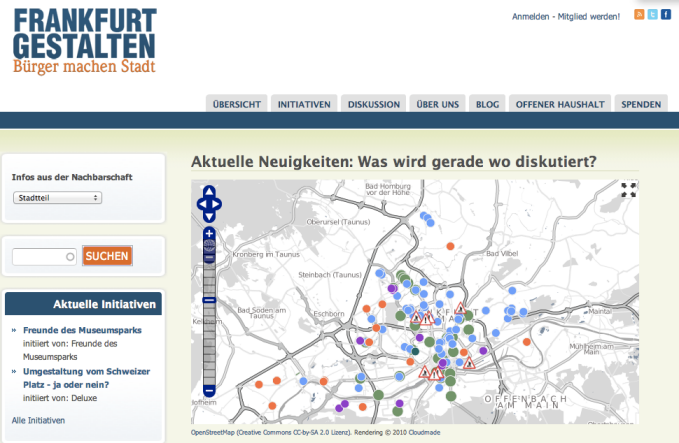 FRANKFURT
GESTALTEN
Bürger machen Stadt
Anmelden - Mitglied werden!
ÜBERSICHT
INITIATIVEN
DISKUSSION
ÜBER UNS
BLOG
OFFENER HAUSHALT
SPENDEN
Infos aus der Nachbarschaft
Stadtteil
SUCHEN
Aktuelle Initiativen
» Freunde des Museumsparks
initiiert von: Freunde des
Museumsparks
» Umgestaltung vom Schweizer
Platz - ja oder nein?
initiiert von: Deluxe
Alle Initiativen
Aktuelle Neuigkeiten: Was wird gerade wo diskutiert?
Bad Homburg
vor der Höhe
Oberursel (Taunus)
Kronberg im Taunus
Bad Vilbel
Steinbach (Taunus)
Bad Soden am
Taunus
Eschborn
Maintal
Mühlheim am
Main
OFFENBACH
AM MAIN
OpenStreetMap (Creative Commons CC-by-SA 2.0 Lizenz). Rendering © 2010 Cloudmade